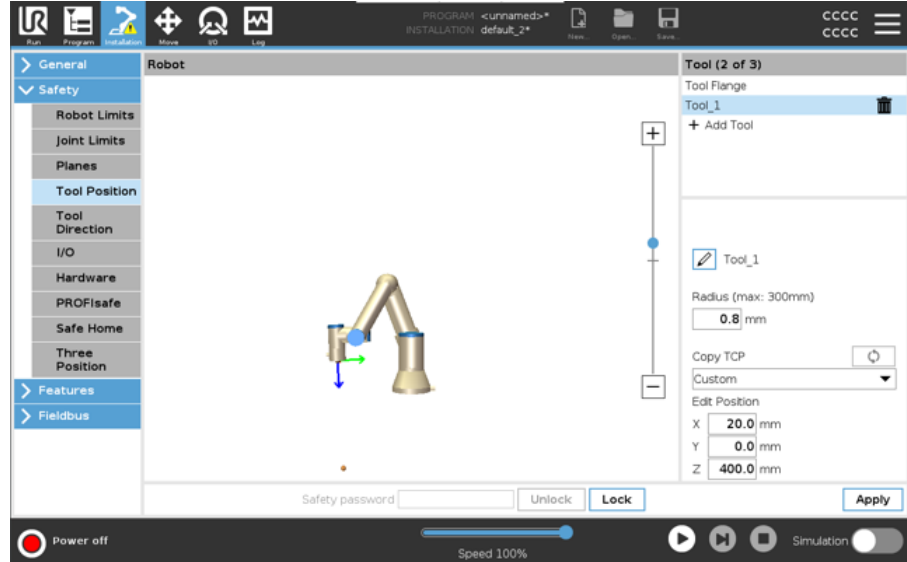 PROGRAM <unnamed>*
INSTALLATION default_2*
CCCC
CCCC
UR
Run
Program
Installation
Move
I/O
Log
New...
Open...
Save...
General
Safety
Robot Limits
Joint Limits
Planes
Tool Position
Tool
Direction
I/O
Hardware
PROFIsafe
Safe Home
Three
Position
Features
Fieldbus
Robot
Tool (2 of 3)
Tool Flange
Tool_1
+ Add Tool
Tool_1
Radius (max: 300mm)
0.8 mm
Copy TCP
Custom
Edit Position
X 20.0 mm
Y 0.0 mm
Z 400.0 mm
Safety password
Unlock
Lock
Apply
Power off
Speed 100%
Simulation